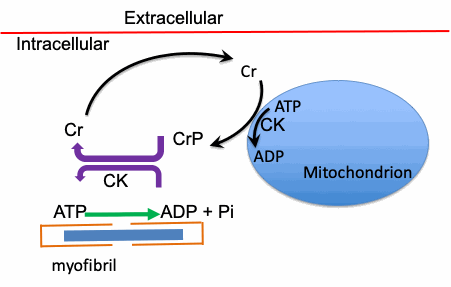 Extracellular
Intracellular
Cr
Cr
CrP
CK
ATP
CK
ADP
Mitochondrion
ATP ADP + Pi
myofibril